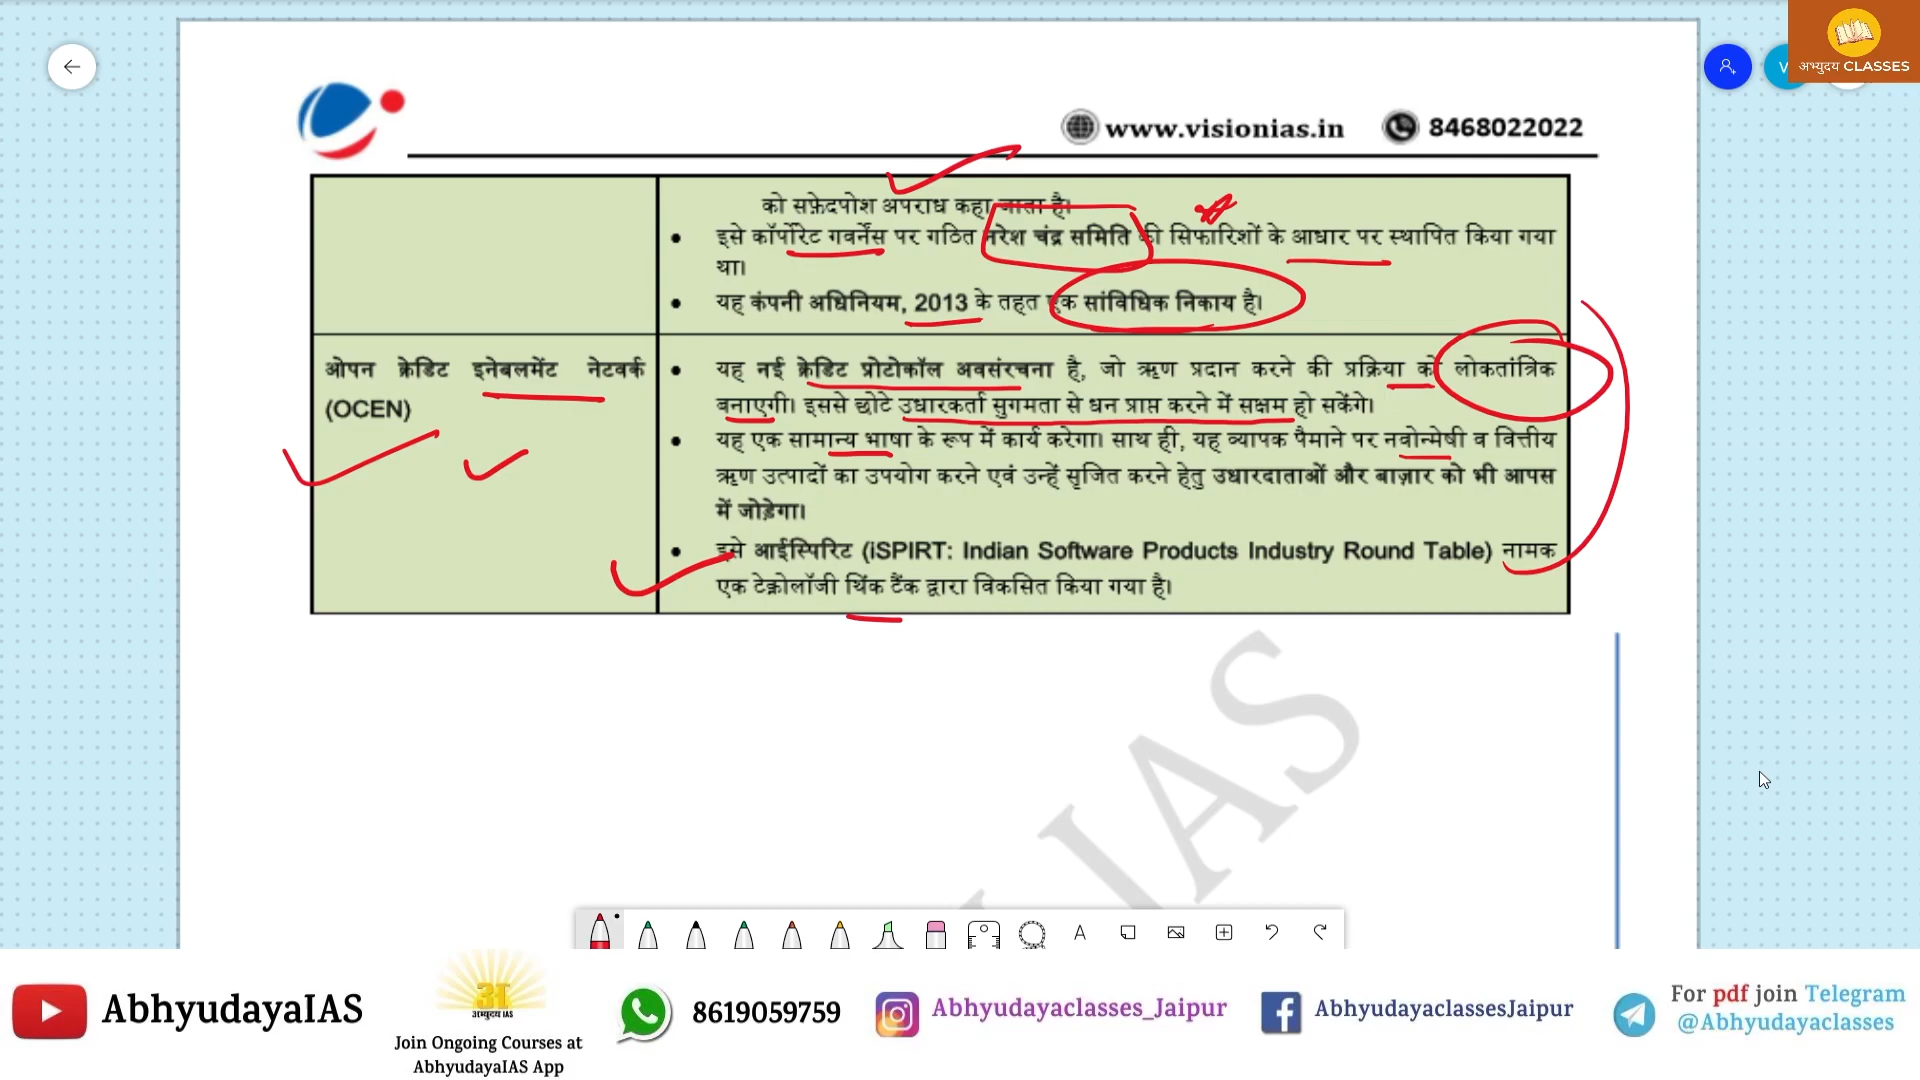 अभ्युदय CLASSES
www.visionias.in 8468022022
को सफ़ेदपोश अपराध कहा जाता है।
इसे कॉर्पोरेट गवर्नेंस पर गठित नरेश चंद्र समिति की सिफारिशों के आधार पर स्थापित किया गया
था।
यह कंपनी अधिनियम, 2013 के तहत एक सांविधिक निकाय है।
ओपन क्रेडिट इनेबलमेंट नेटवर्क
(OCEN)
यह नई क्रेडिट प्रोटोकॉल अवसंरचना है, जो ऋण प्रदान करने की प्रक्रिया को लोकतांत्रिक
बनाएगी। इससे छोटे उधारकर्ता सुगमता से धन प्राप्त करने में सक्षम हो सकेंगे।
यह एक सामान्य भाषा के रूप में कार्य करेगा। साथ ही, यह व्यापक पैमाने पर नवोन्मेषी व वित्तीय
ऋण उत्पादों का उपयोग करने एवं उन्हें सृजित करने हेतु उधारदाताओं और बाज़ार को भी आपस
में जोड़ेगा।
इसे आईस्पिरिट (iSPIRT: Indian Software Products Industry Round Table) नामक
एक टेक्नोलॉजी थिंक टैंक द्वारा विकसित किया गया है।
IAS
AbhyudayaIAS
अभ्युदय IAS
Join Ongoing Courses at
AbhyudayaIAS App
8619059759
Abhyudayaclasses_Jaipur
AbhyudayaclassesJaipur
For pdf join Telegram
@Abhyudayaclasses